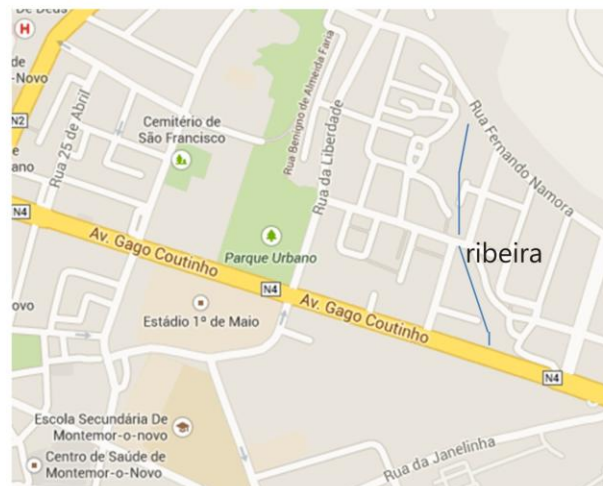 De Deus
H
de
-Novo
N2
e
ano
Rua 25 de Abril
Cemitério de
São Francisco
Rua Benigno de Almeida Faria
Rua da Liberdade
Rua Fernando Namora
N4
Av. Gago Coutinho
Parque Urbano
ribeira
N4
Av. Gago Coutinho
ovo
Estádio 1º de Maio
N4
Escola Secundária De
Montemor-o-novo
Centro de Saúde de
Montemor-o-Novo
Rua da Janelinha